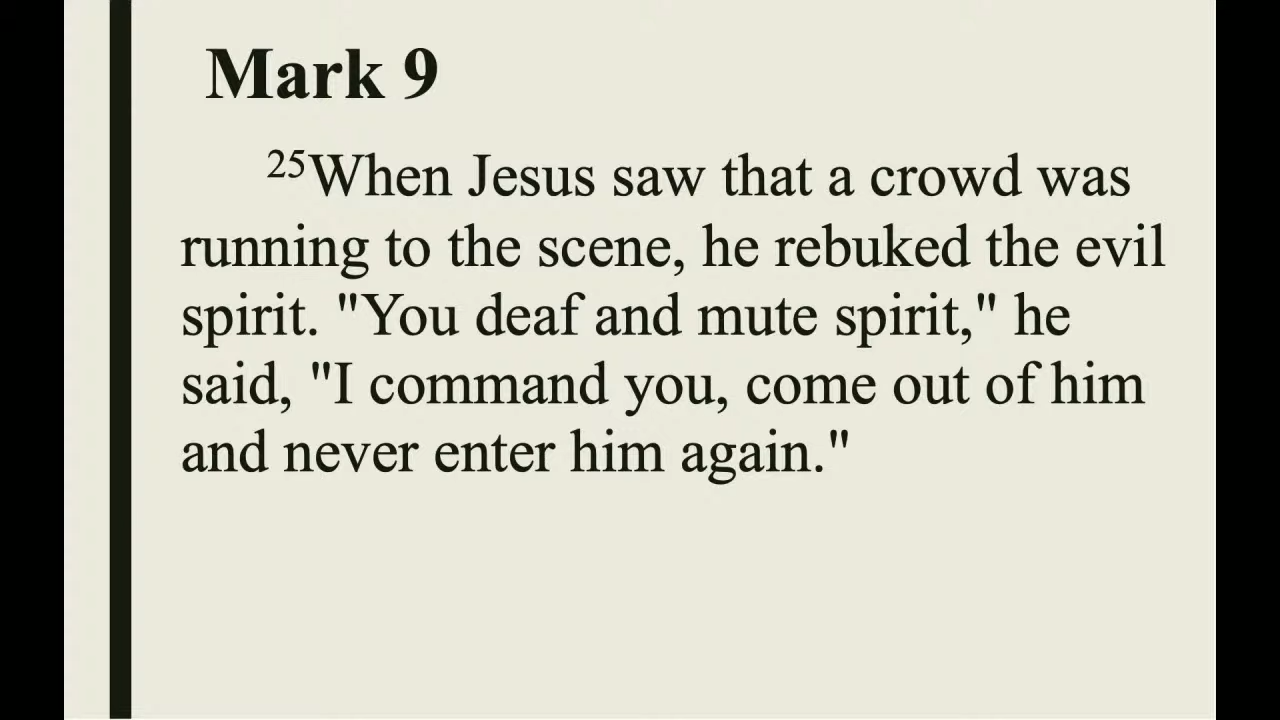 Mark 9
25When Jesus saw that a crowd was
running to the scene, he rebuked the evil
spirit. "You deaf and mute spirit," he
said, "I command you, come out of him
and never enter him again."